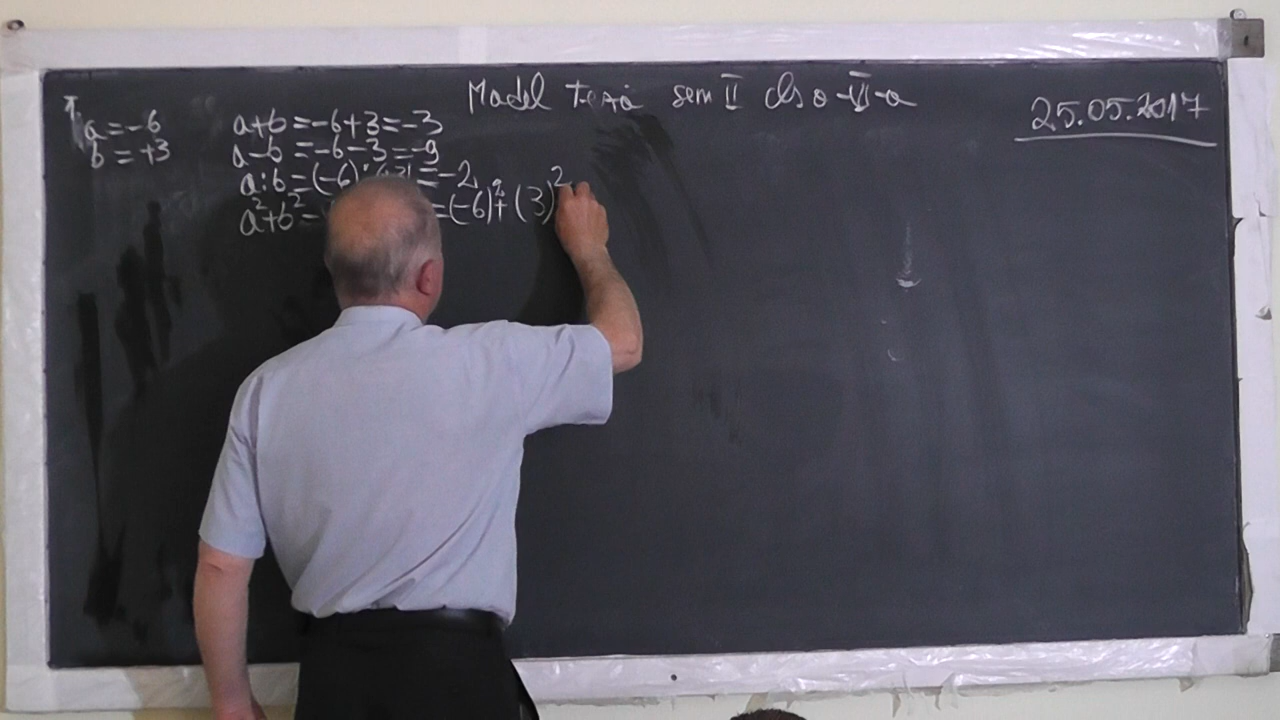 Model teză sem II cls a VI-a
25.05.2017
I
a = -6
b = +3
a+b = -6+3 = -3
a-b = -6-3 = -9
a:b = (-6):(+3) = -2
a²+b² = = (-6)²+(3)²